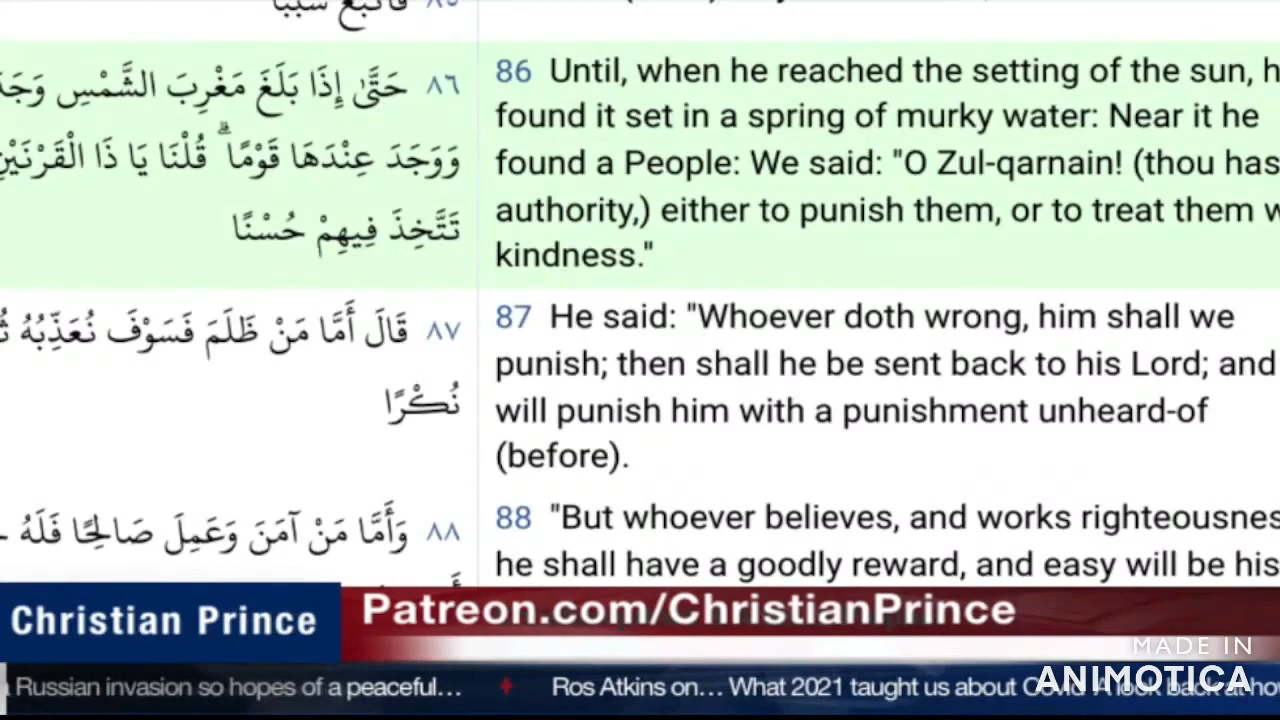 ٨٦ حَتَّىٰ إِذَا بَلَغَ مَغْرِبَ الشَّمْسِ
وَوَجَدَ عِنْدَهَا قَوْمًا ۗ قُلْنَا يَا ذَا الْقَرْنَيْنِ
تَتَّخِذَ فِيهِمْ حُسْنًا
٨٧ قَالَ أَمَّا مَنْ ظَلَمَ فَسَوْفَ نُعَذِّبُهُ
نُكْرًا
٨٨ وَأَمَّا مَنْ آمَنَ وَعَمِلَ صَالِحًا فَلَهُ
86 Until, when he reached the setting of the sun, h
found it set in a spring of murky water: Near it he
found a People: We said: "O Zul-qarnain! (thou has
authority,) either to punish them, or to treat them w
kindness."
87 He said: "Whoever doth wrong, him shall we
punish; then shall he be sent back to his Lord; and
will punish him with a punishment unheard-of
(before).
88 "But whoever believes, and works righteousnes
he shall have a goodly reward, and easy will be his
Christian Prince
Patreon.com/ChristianPrince
MADE IN
ANIMOTICA
Russian invasion so hopes of a peaceful... Ros Atkins on... What 2021 taught us about Covid A look back at ho